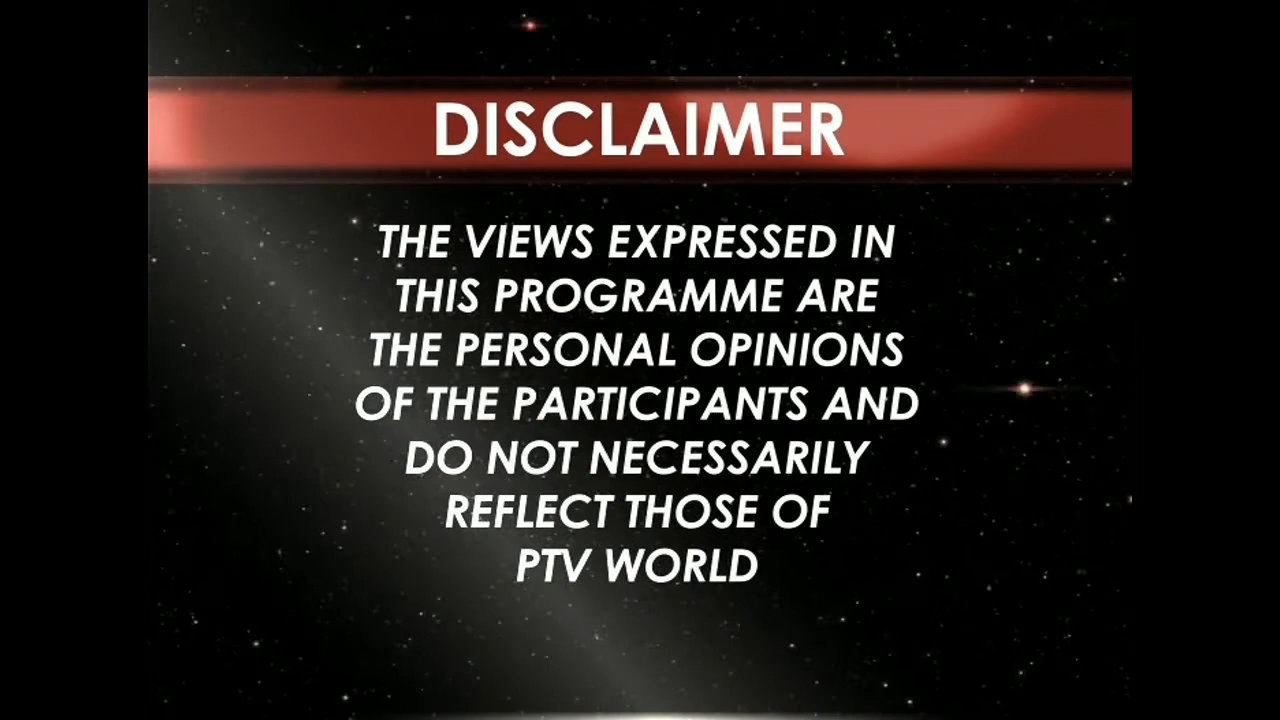 DISCLAIMER
THE VIEWS EXPRESSED IN
THIS PROGRAMME ARE
THE PERSONAL OPINIONS
OF THE PARTICIPANTS AND
DO NOT NECESSARILY
REFLECT THOSE OF
PTV WORLD